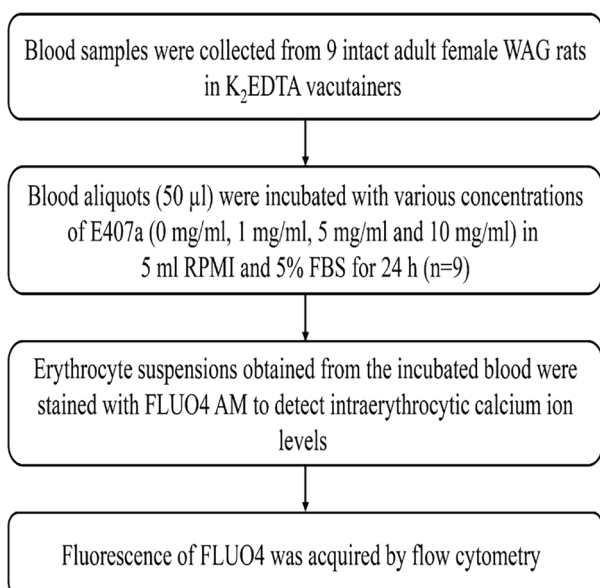 Blood samples were collected from 9 intact adult female WAG rats
in K₂EDTA vacutainers
Blood aliquots (50 µl) were incubated with various concentrations
of E407a (0 mg/ml, 1 mg/ml, 5 mg/ml and 10 mg/ml) in
5 ml RPMI and 5% FBS for 24 h (n=9)
Erythrocyte suspensions obtained from the incubated blood were
stained with FLUO4 AM to detect intraerythrocytic calcium ion
levels
Fluorescence of FLUO4 was acquired by flow cytometry